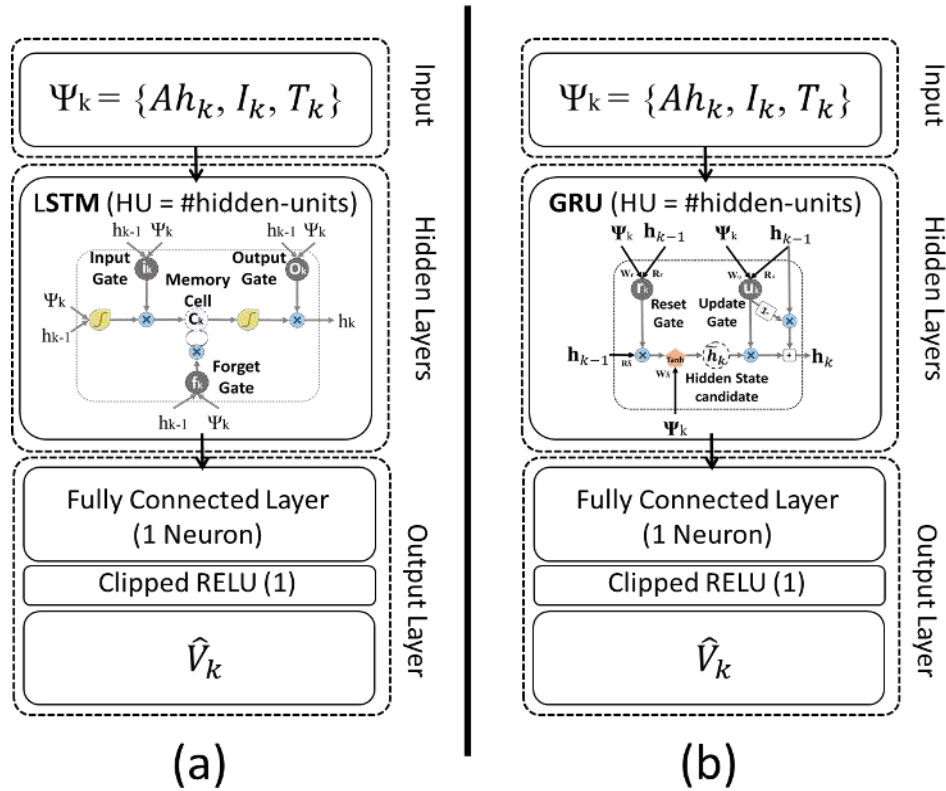 Ψk = {Ahk, Ik, Tk}
Input
LSTM (HU = #hidden-units)
hk-1 Ψk
hk-1 Ψk
Input
Gate
ik
Memory
Cell
Ck
Output
Gate
Ok
Ψk
hk-1
hk
Forget
Gate
fk
hk-1 Ψk
Hidden Layers
Fully Connected Layer
(1 Neuron)
Clipped RELU (1)
V̂k
Output Layer
(a)
Ψk = {Ahk, Ik, Tk}
Input
GRU (HU = #hidden-units)
Ψk hk−1
Ψk hk−1
rk
uk
Reset
Gate
Update
Gate
1-
hk−1
Tanh
h̃k
+
hk
Hidden State
candidate
Ψk
Hidden Layers
Fully Connected Layer
(1 Neuron)
Clipped RELU (1)
V̂k
Output Layer
(b)